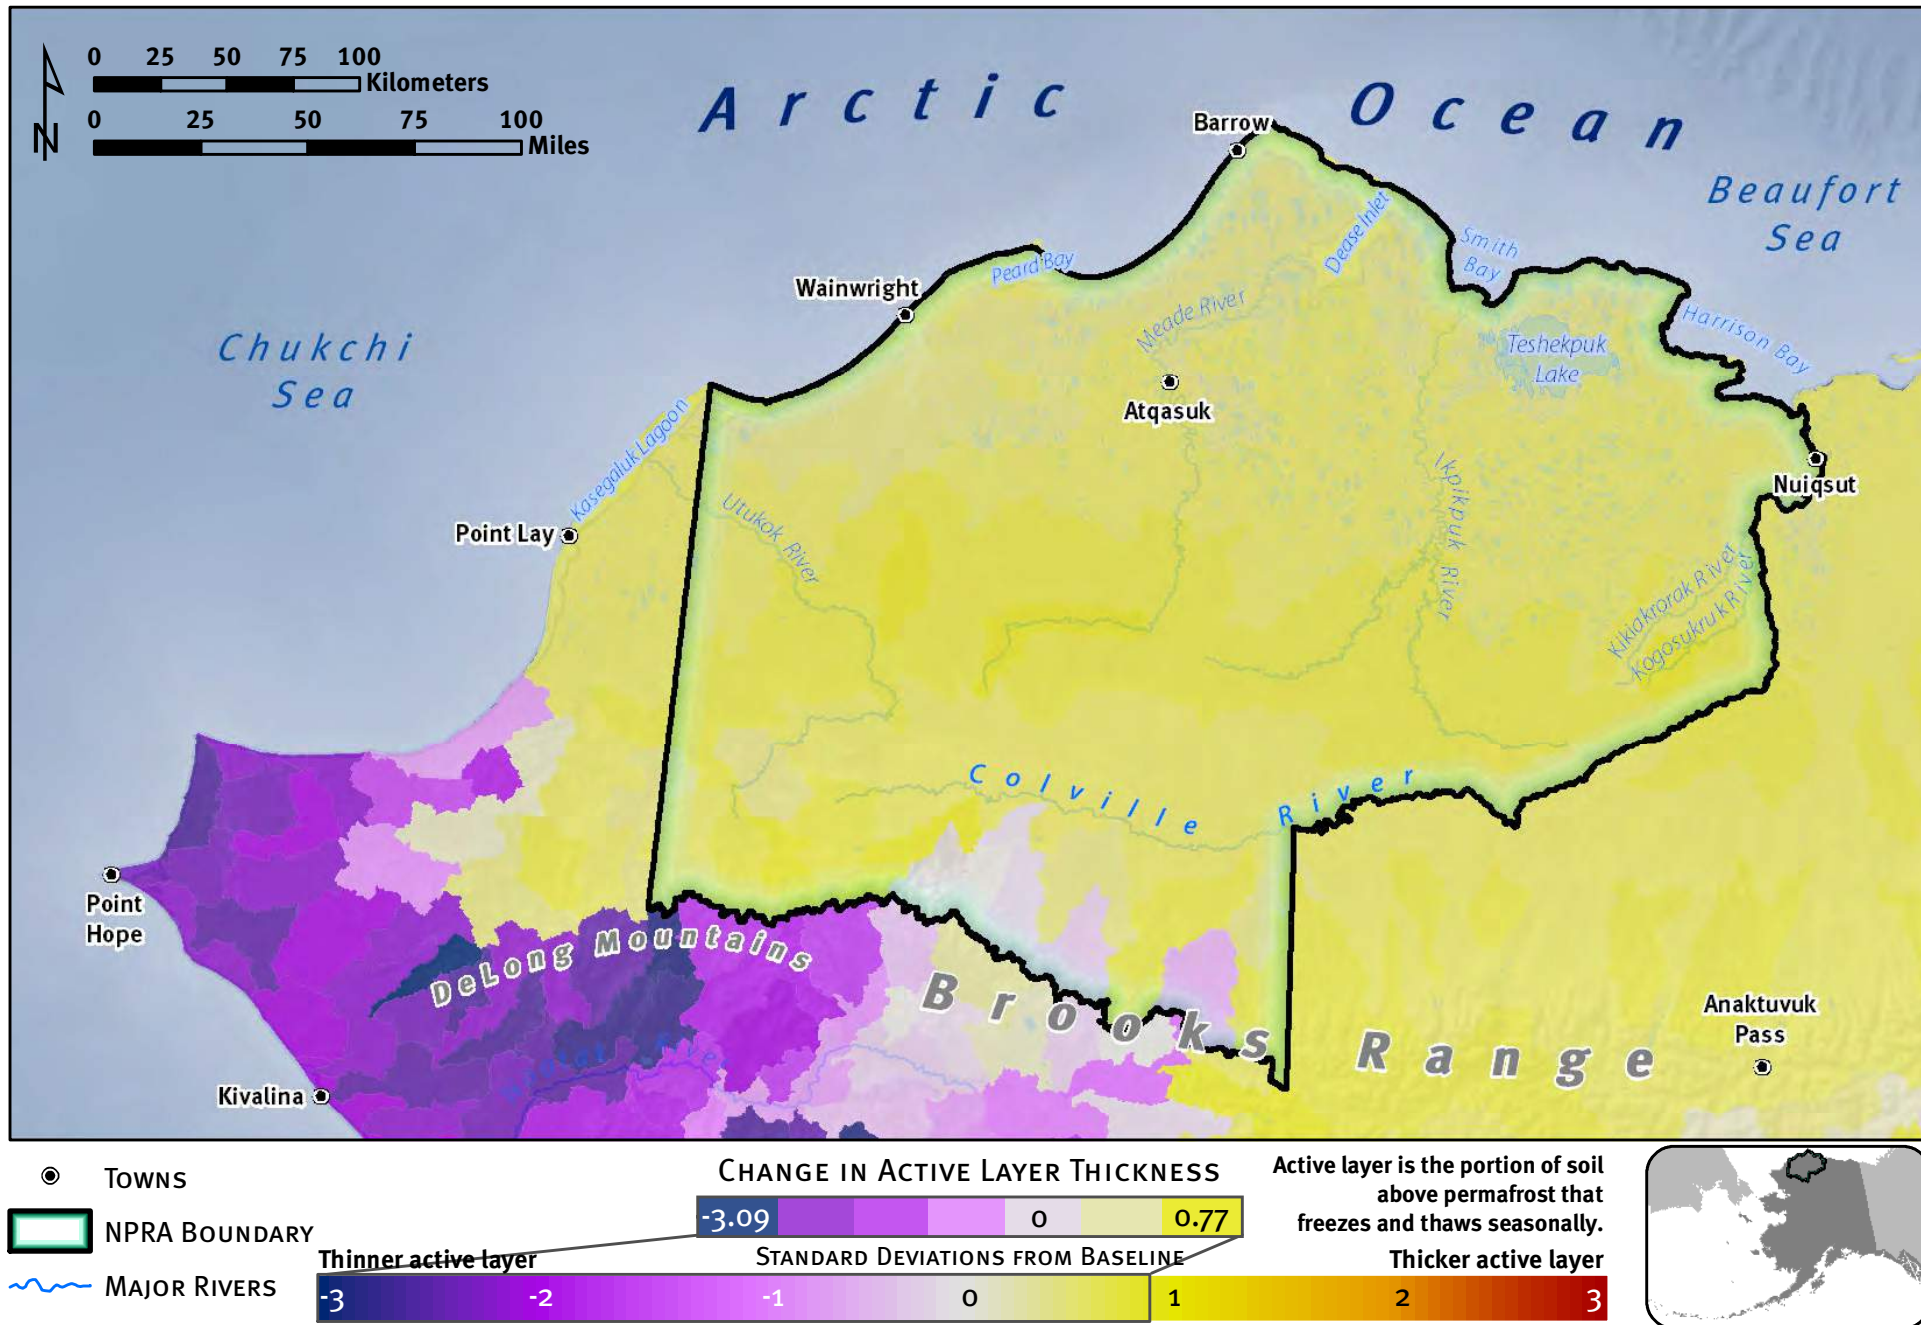 0 25 50 75 100
Kilometers
0 25 50 75 100
Miles
N
Arctic Ocean
Barrow
Beaufort
Sea
Dease Inlet
Smith
Bay
Peard Bay
Wainwright
Meade River
Harrison Bay
Teshekpuk
Lake
Chukchi
Sea
Atqasuk
Kasegaluk Lagoon
Ikpikpuk River
Nuiqsut
Utukok River
Point Lay
Kikiakrorak River
Kogosukruk River
Colville River
Point
Hope
DeLong Mountains
Brooks Range
Anaktuvuk
Pass
River
Kivalina
TOWNS
NPRA BOUNDARY
MAJOR RIVERS
CHANGE IN ACTIVE LAYER THICKNESS
-3.09 0 0.77
STANDARD DEVIATIONS FROM BASELINE
Thinner active layer
Thicker active layer
-3 -2 -1 0 1 2 3
Active layer is the portion of soil
above permafrost that
freezes and thaws seasonally.